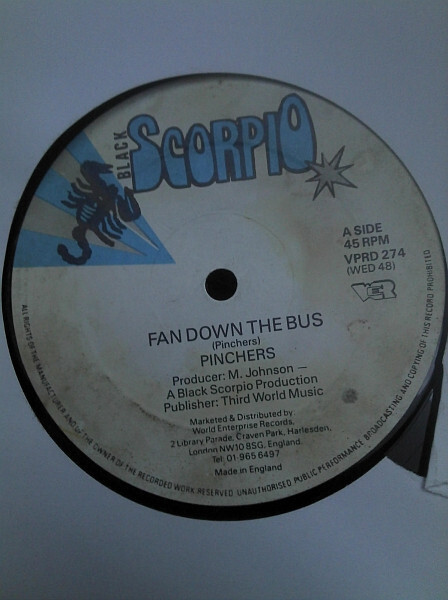 BLACK
SCORPIO
A SIDE
45 RPM
VPRD 274
(WED 48)
FAN DOWN THE BUS
(Pinchers)
PINCHERS
Producer: M. Johnson —
A Black Scorpio Production
Publisher: Third World Music
Marketed & Distributed by
World Enterprise Records,
2 Library Parade, Craven Park, Harlesden,
London NW10 8SG, England.
Tel: 01 965 6497
Made in England
ALL RIGHTS OF THE MANUFACTURER AND OF THE OWNER OF THE RECORDED WORK RESERVED. UNAUTHORISED PUBLIC PERFORMANCE BROADCASTING AND COPYING OF THIS RECORD PROHIBITED